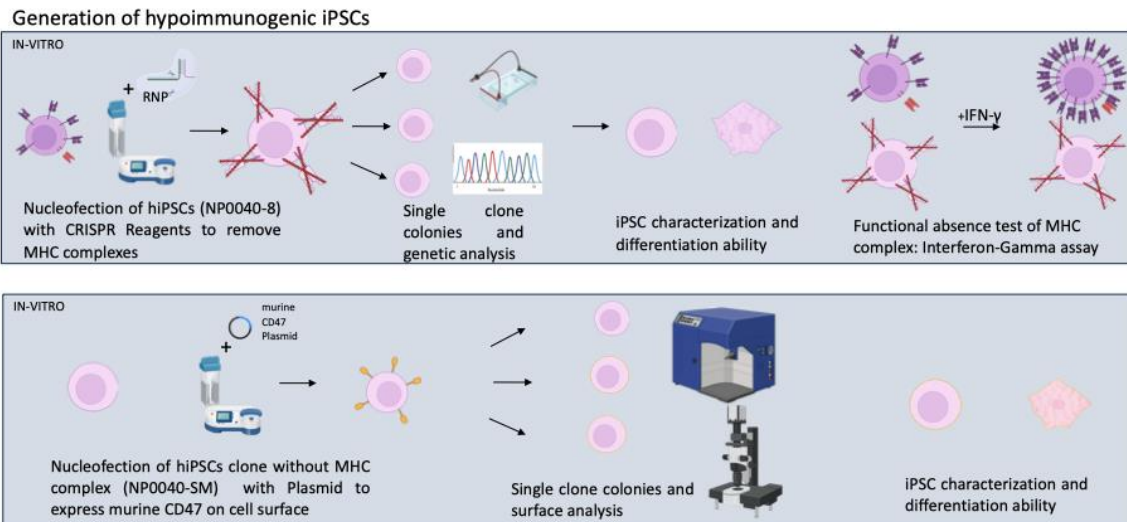 Generation of hypoimmunogenic iPSCs
IN-VITRO
+
RNP
Nucleofection of hiPSCs (NP0040-8)
with CRISPR Reagents to remove
MHC complexes
Single clone
colonies and
genetic analysis
iPSC characterization and
differentiation ability
+IFN-γ
Functional absence test of MHC
complex: Interferon-Gamma assay
IN-VITRO
murine
CD47
Plasmid
+
Nucleofection of hiPSCs clone without MHC
complex (NP0040-SM) with Plasmid to
express murine CD47 on cell surface
Single clone colonies and
surface analysis
iPSC characterization and
differentiation ability